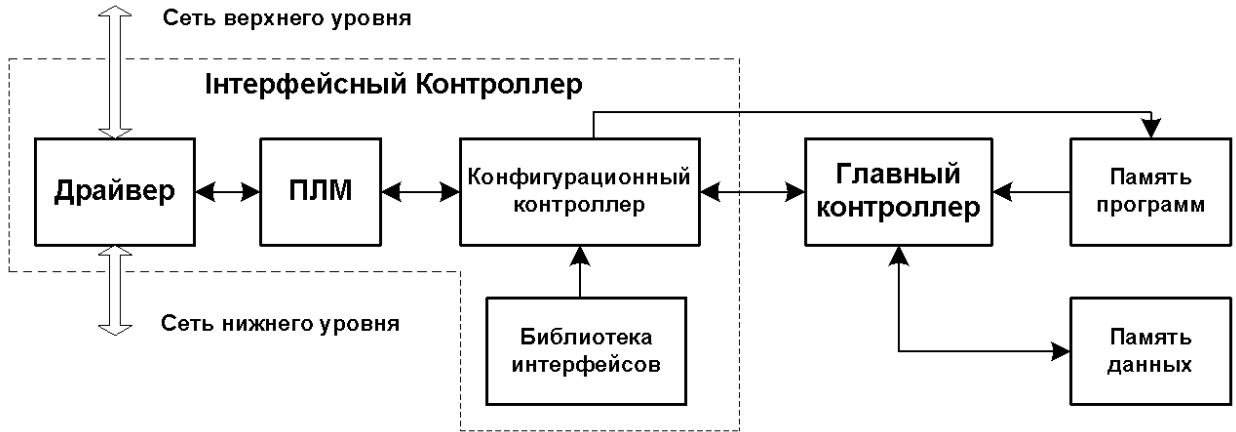 Сеть верхнего уровня
Iнтерфейсный Контроллер
Драйвер
ПЛМ
Конфигурационный
контроллер
Главный
контроллер
Память
программ
Сеть нижнего уровня
Библиотека
интерфейсов
Память
данных